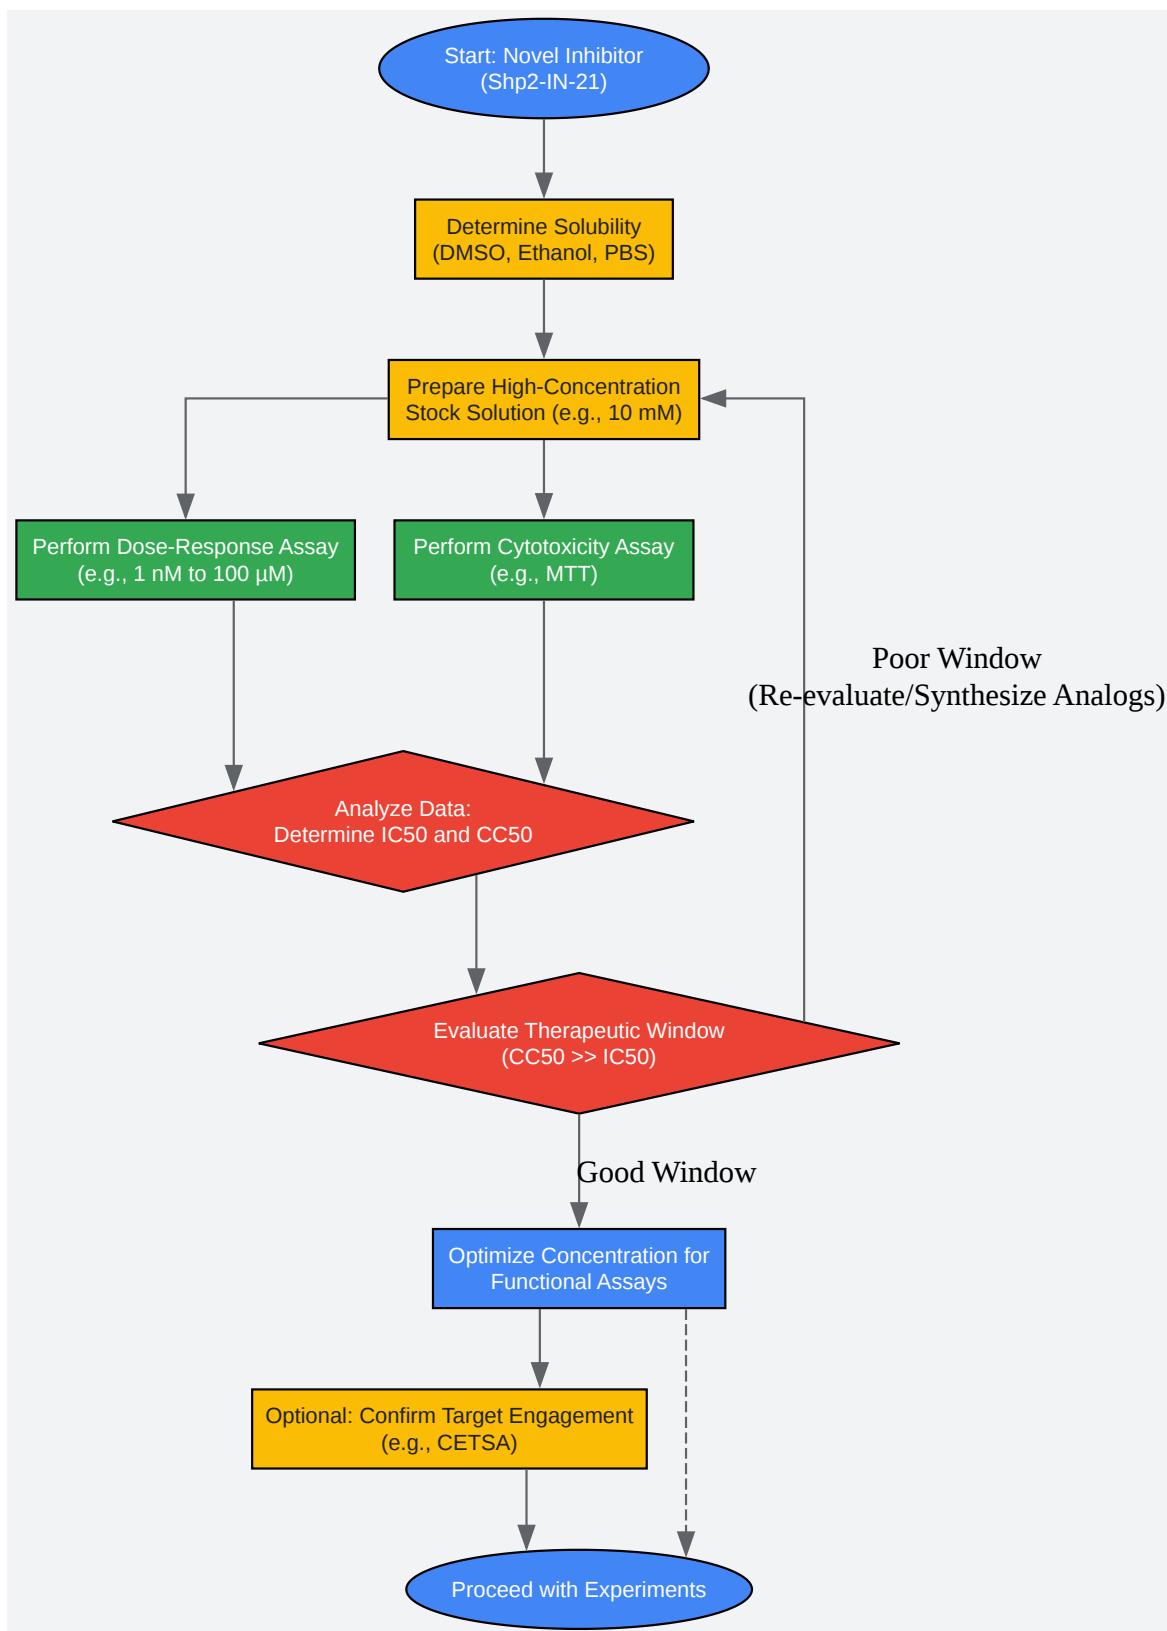 Start: Novel Inhibitor
(Shp2-IN-21)
Determine Solubility
(DMSO, Ethanol, PBS)
Prepare High-Concentration
Stock Solution (e.g., 10 mM)
Perform Dose-Response Assay
(e.g., 1 nM to 100 µM)
Perform Cytotoxicity Assay
(e.g., MTT)
Poor Window
(Re-evaluate/Synthesize Analogs)
Analyze Data:
Determine IC50 and CC50
Evaluate Therapeutic Window
(CC50 >> IC50)
Good Window
Optimize Concentration for
Functional Assays
Optional: Confirm Target Engagement
(e.g., CETSA)
Proceed with Experiments